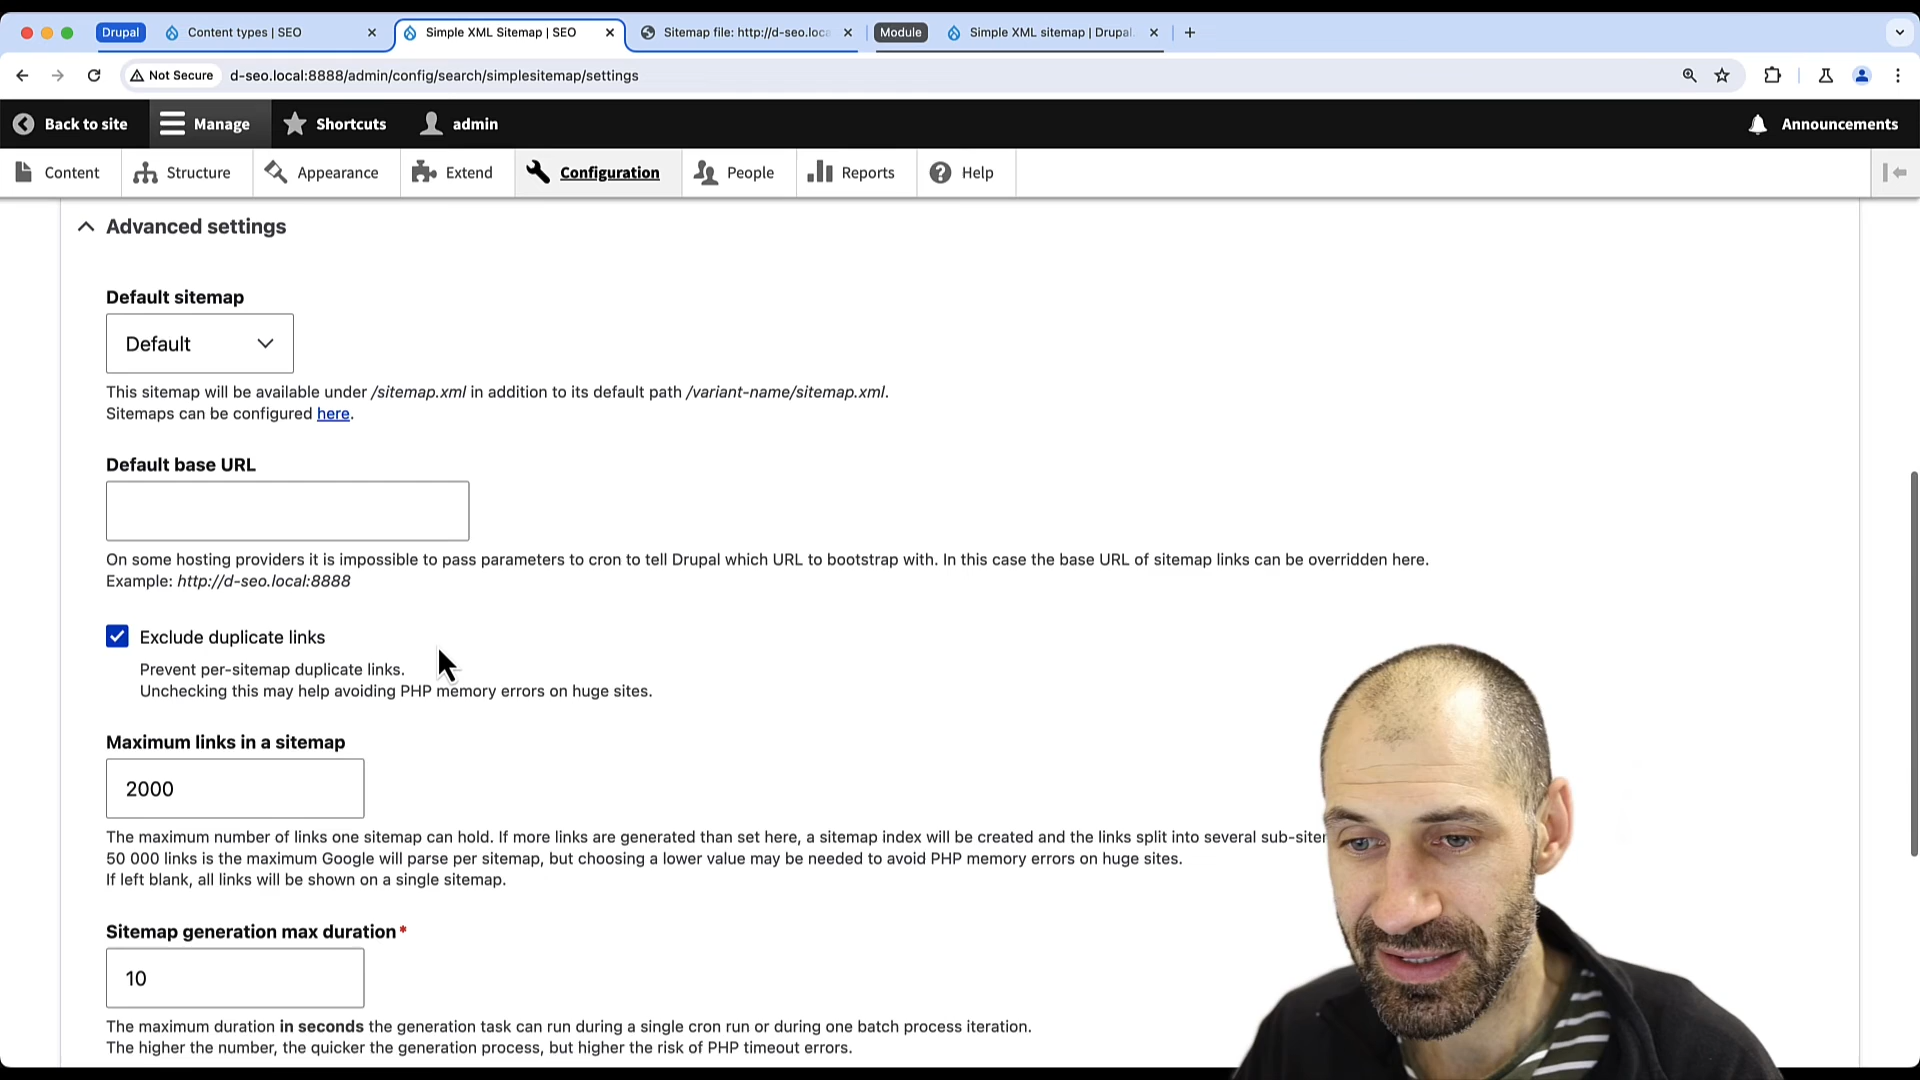 Drupal
Content types | SEO
Simple XML Sitemap | SEO
Sitemap file: http://d-seo.loca
Module
Simple XML sitemap | Drupal.
Not Secure
d-seo.local:8888/admin/config/search/simplesitemap/settings
Back to site
Manage
Shortcuts
admin
Announcements
Content
Structure
Appearance
Extend
Configuration
People
Reports
Help
Advanced settings
Default sitemap
Default
This sitemap will be available under /sitemap.xml in addition to its default path /variant-name/sitemap.xml.
Sitemaps can be configured here.
Default base URL
On some hosting providers it is impossible to pass parameters to cron to tell Drupal which URL to bootstrap with. In this case the base URL of sitemap links can be overridden here.
Example: http://d-seo.local:8888
Exclude duplicate links
Prevent per-sitemap duplicate links.
Unchecking this may help avoiding PHP memory errors on huge sites.
Maximum links in a sitemap
2000
The maximum number of links one sitemap can hold. If more links are generated than set here, a sitemap index will be created and the links split into several
50 000 links is the maximum Google will parse per sitemap, but choosing a lower value may be needed to avoid PHP memory errors on huge sites.
If left blank, all links will be shown on a single sitemap.
Sitemap generation max duration*
10
The maximum duration in seconds the generation task can run during a single cron run or during one batch process iteration.
The higher the number, the quicker the generation process, but higher the risk of PHP timeout errors.